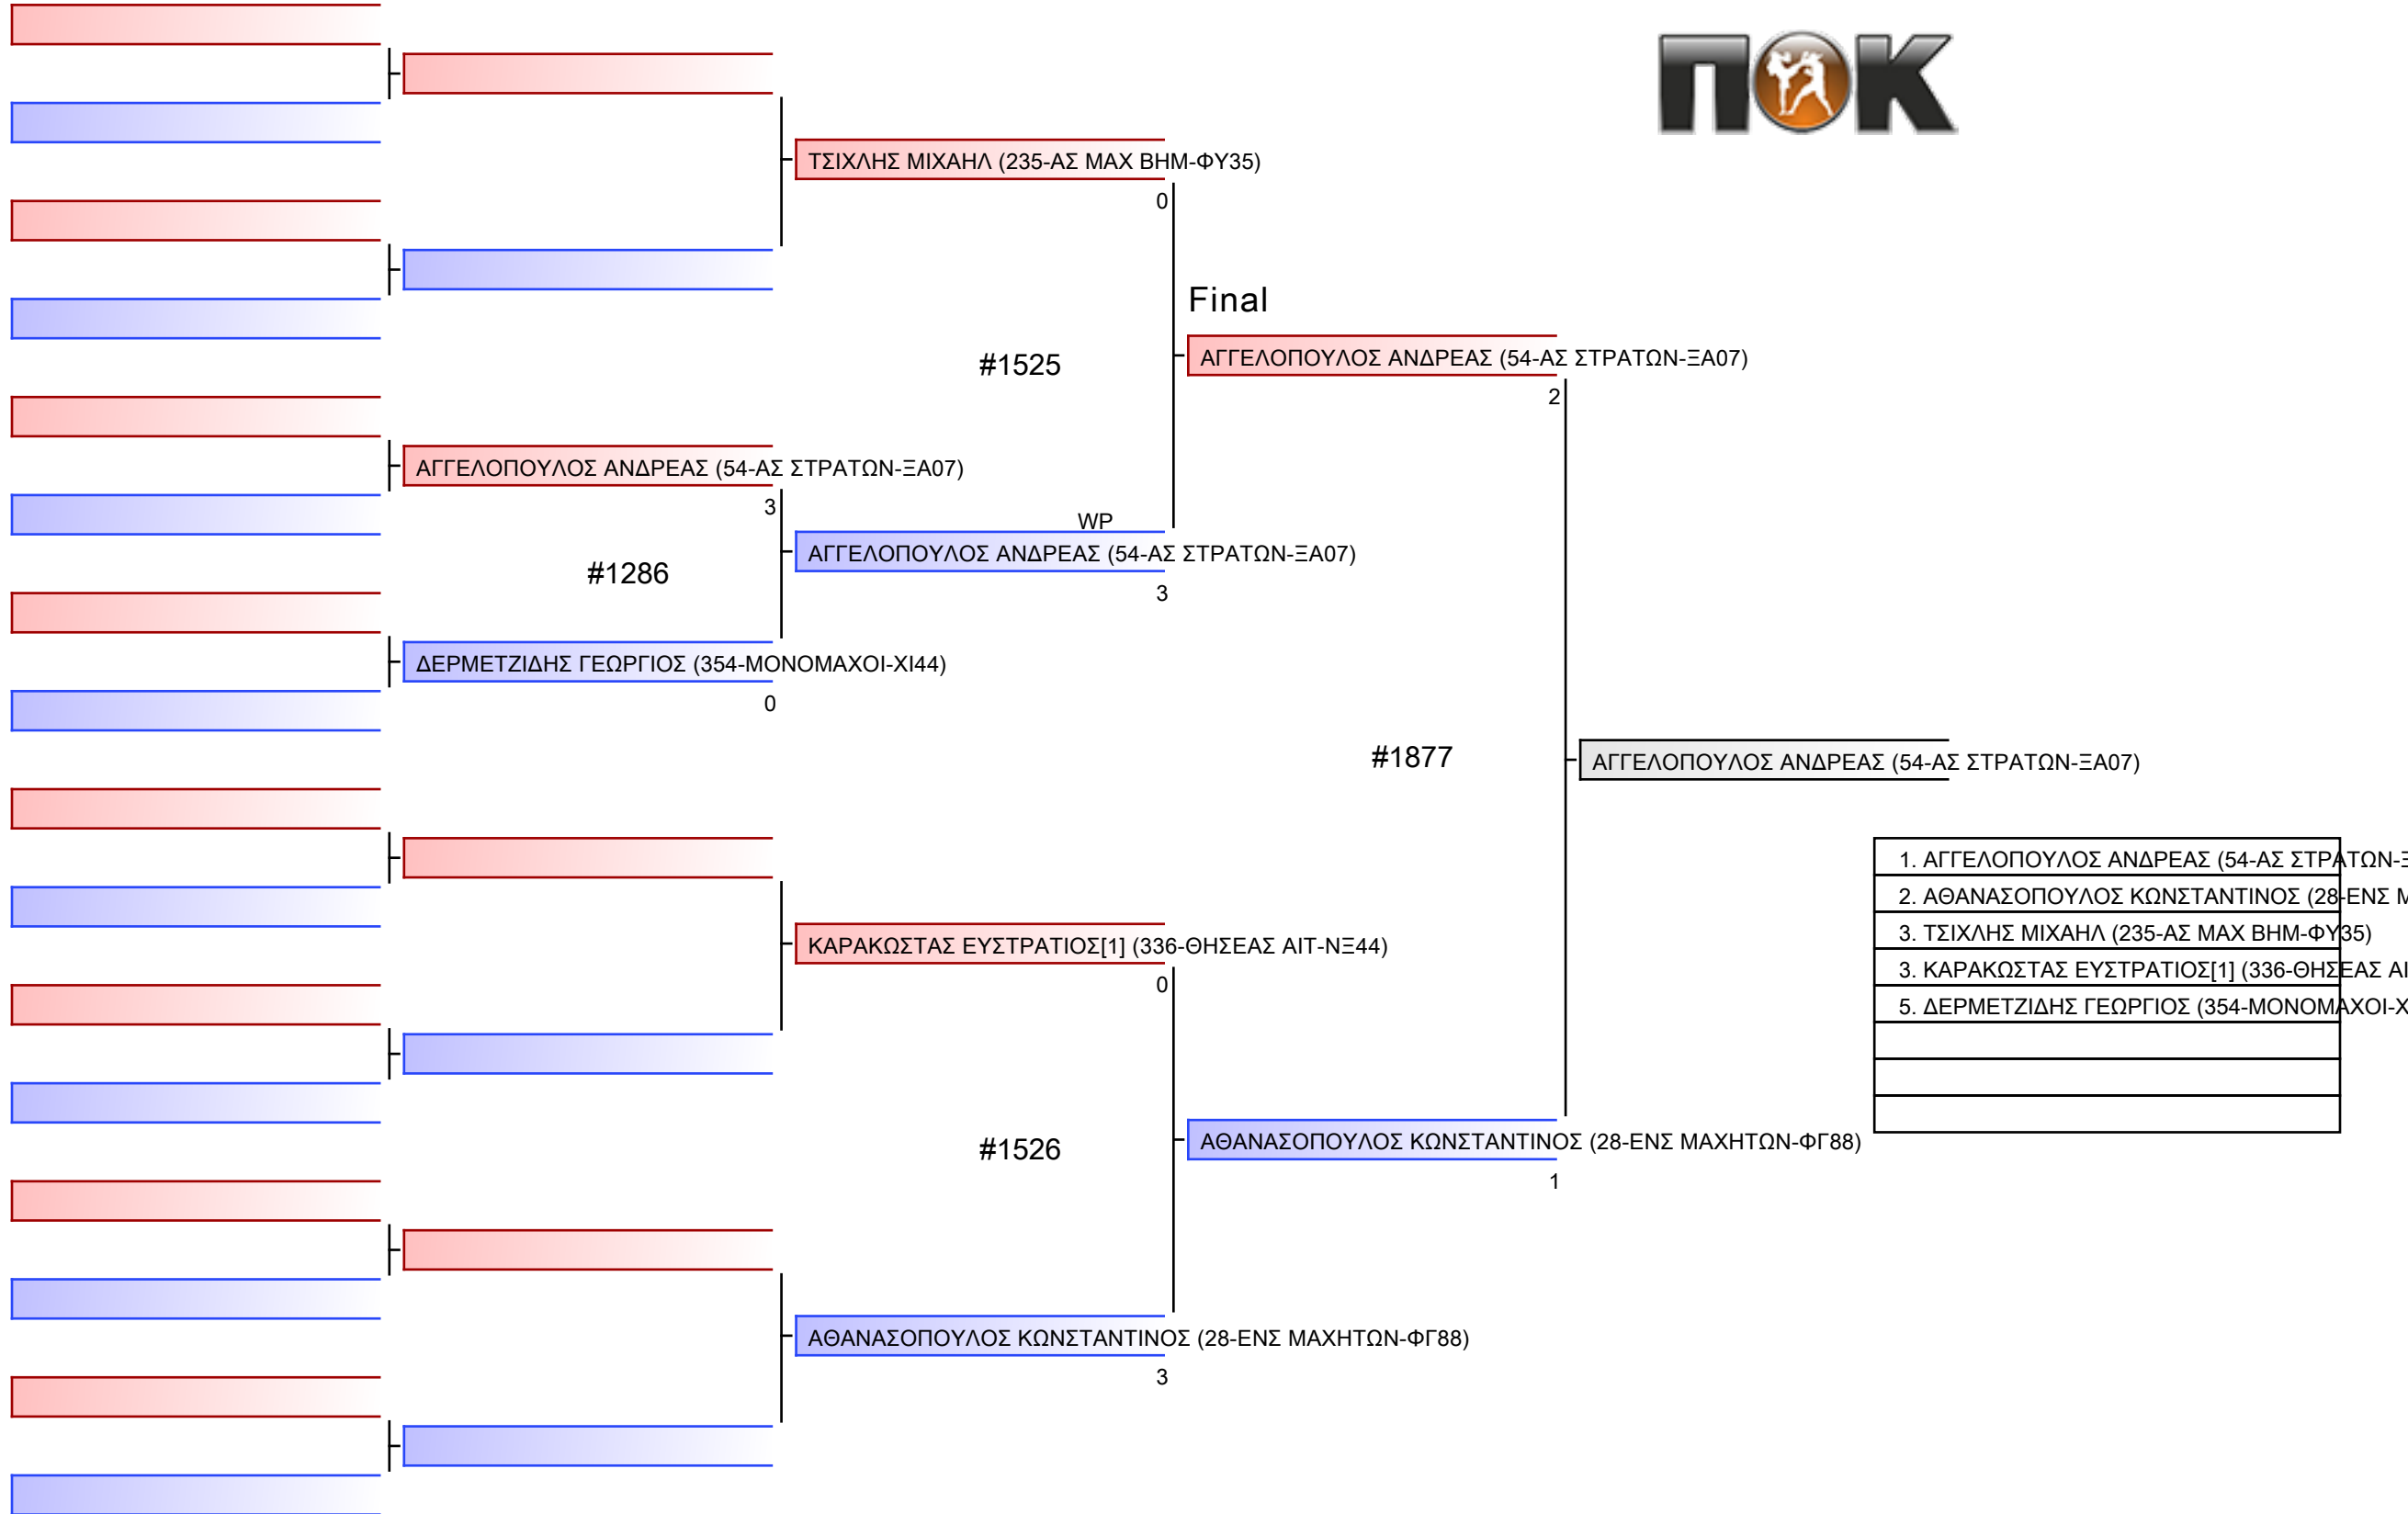 ΠΟΚ
ΤΣΙΧΛΗΣ ΜΙΧΑΗΛ (235-ΑΣ ΜΑΧ ΒΗΜ-ΦΥ35)
0
Final
#1525
ΑΓΓΕΛΟΠΟΥΛΟΣ ΑΝΔΡΕΑΣ (54-ΑΣ ΣΤΡΑΤΩΝ-ΞΑ07)
2
ΑΓΓΕΛΟΠΟΥΛΟΣ ΑΝΔΡΕΑΣ (54-ΑΣ ΣΤΡΑΤΩΝ-ΞΑ07)
3
WP
ΑΓΓΕΛΟΠΟΥΛΟΣ ΑΝΔΡΕΑΣ (54-ΑΣ ΣΤΡΑΤΩΝ-ΞΑ07)
#1286
3
ΔΕΡΜΕΤΖΙΔΗΣ ΓΕΩΡΓΙΟΣ (354-ΜΟΝΟΜΑΧΟΙ-ΧΙ44)
0
#1877
ΑΓΓΕΛΟΠΟΥΛΟΣ ΑΝΔΡΕΑΣ (54-ΑΣ ΣΤΡΑΤΩΝ-ΞΑ07)
1. ΑΓΓΕΛΟΠΟΥΛΟΣ ΑΝΔΡΕΑΣ (54-ΑΣ ΣΤΡΑΤΩΝ-
2. ΑΘΑΝΑΣΟΠΟΥΛΟΣ ΚΩΝΣΤΑΝΤΙΝΟΣ (28-ΕΝΣ
3. ΤΣΙΧΛΗΣ ΜΙΧΑΗΛ (235-ΑΣ ΜΑΧ ΒΗΜ-ΦΥ35)
3. ΚΑΡΑΚΩΣΤΑΣ ΕΥΣΤΡΑΤΙΟΣ[1] (336-ΘΗΣΕΑΣ ΑΙ
5. ΔΕΡΜΕΤΖΙΔΗΣ ΓΕΩΡΓΙΟΣ (354-ΜΟΝΟΜΑΧΟΙ-Χ
ΚΑΡΑΚΩΣΤΑΣ ΕΥΣΤΡΑΤΙΟΣ[1] (336-ΘΗΣΕΑΣ ΑΙΤ-ΝΞ44)
0
#1526
ΑΘΑΝΑΣΟΠΟΥΛΟΣ ΚΩΝΣΤΑΝΤΙΝΟΣ (28-ΕΝΣ ΜΑΧΗΤΩΝ-ΦΓ88)
1
ΑΘΑΝΑΣΟΠΟΥΛΟΣ ΚΩΝΣΤΑΝΤΙΝΟΣ (28-ΕΝΣ ΜΑΧΗΤΩΝ-ΦΓ88)
3